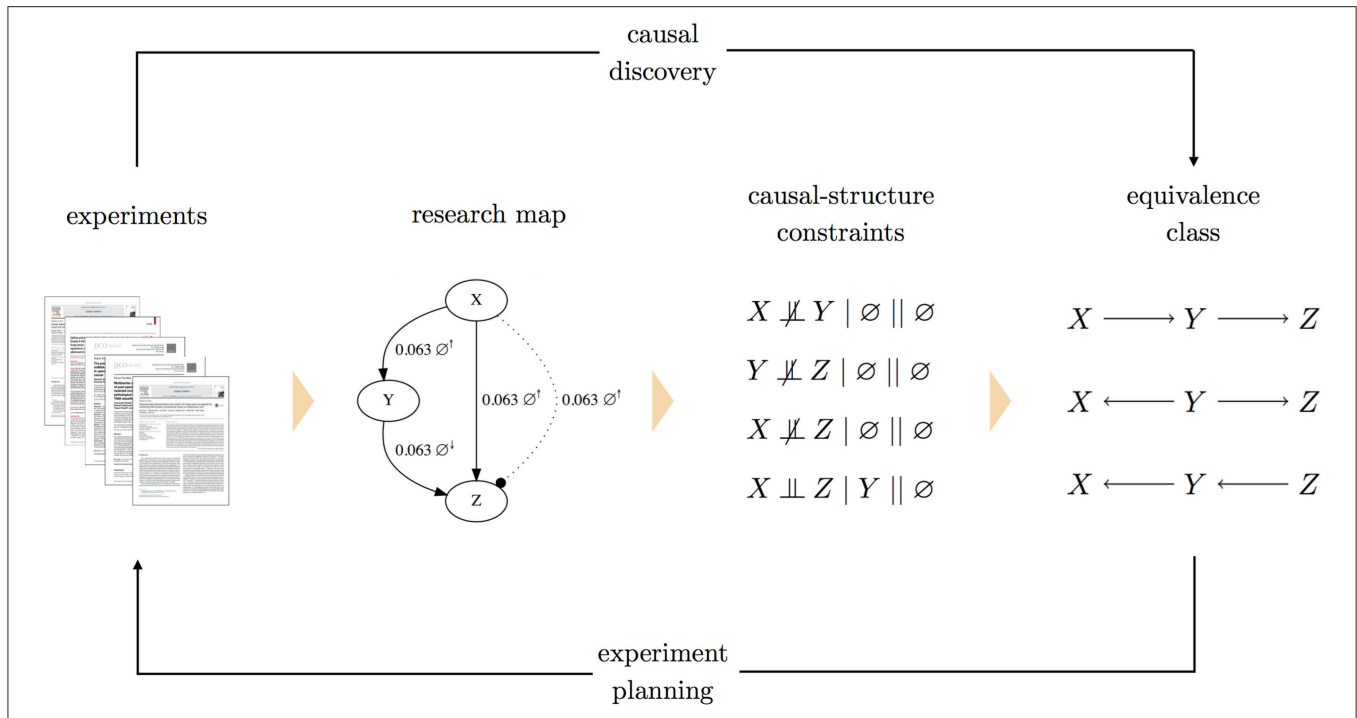 causal
discovery
experiments
research map
causal-structure
constraints
equivalence
class
X
0.063 ∅↑
Y
0.063 ∅↑
0.063 ∅↑
0.063 ∅↓
Z
X ⊥̸⊥ Y | ∅ || ∅
Y ⊥̸⊥ Z | ∅ || ∅
X ⊥̸⊥ Z | ∅ || ∅
X ⊥⊥ Z | Y || ∅
X ⟶ Y ⟶ Z
X ⟵ Y ⟶ Z
X ⟵ Y ⟵ Z
experiment
planning